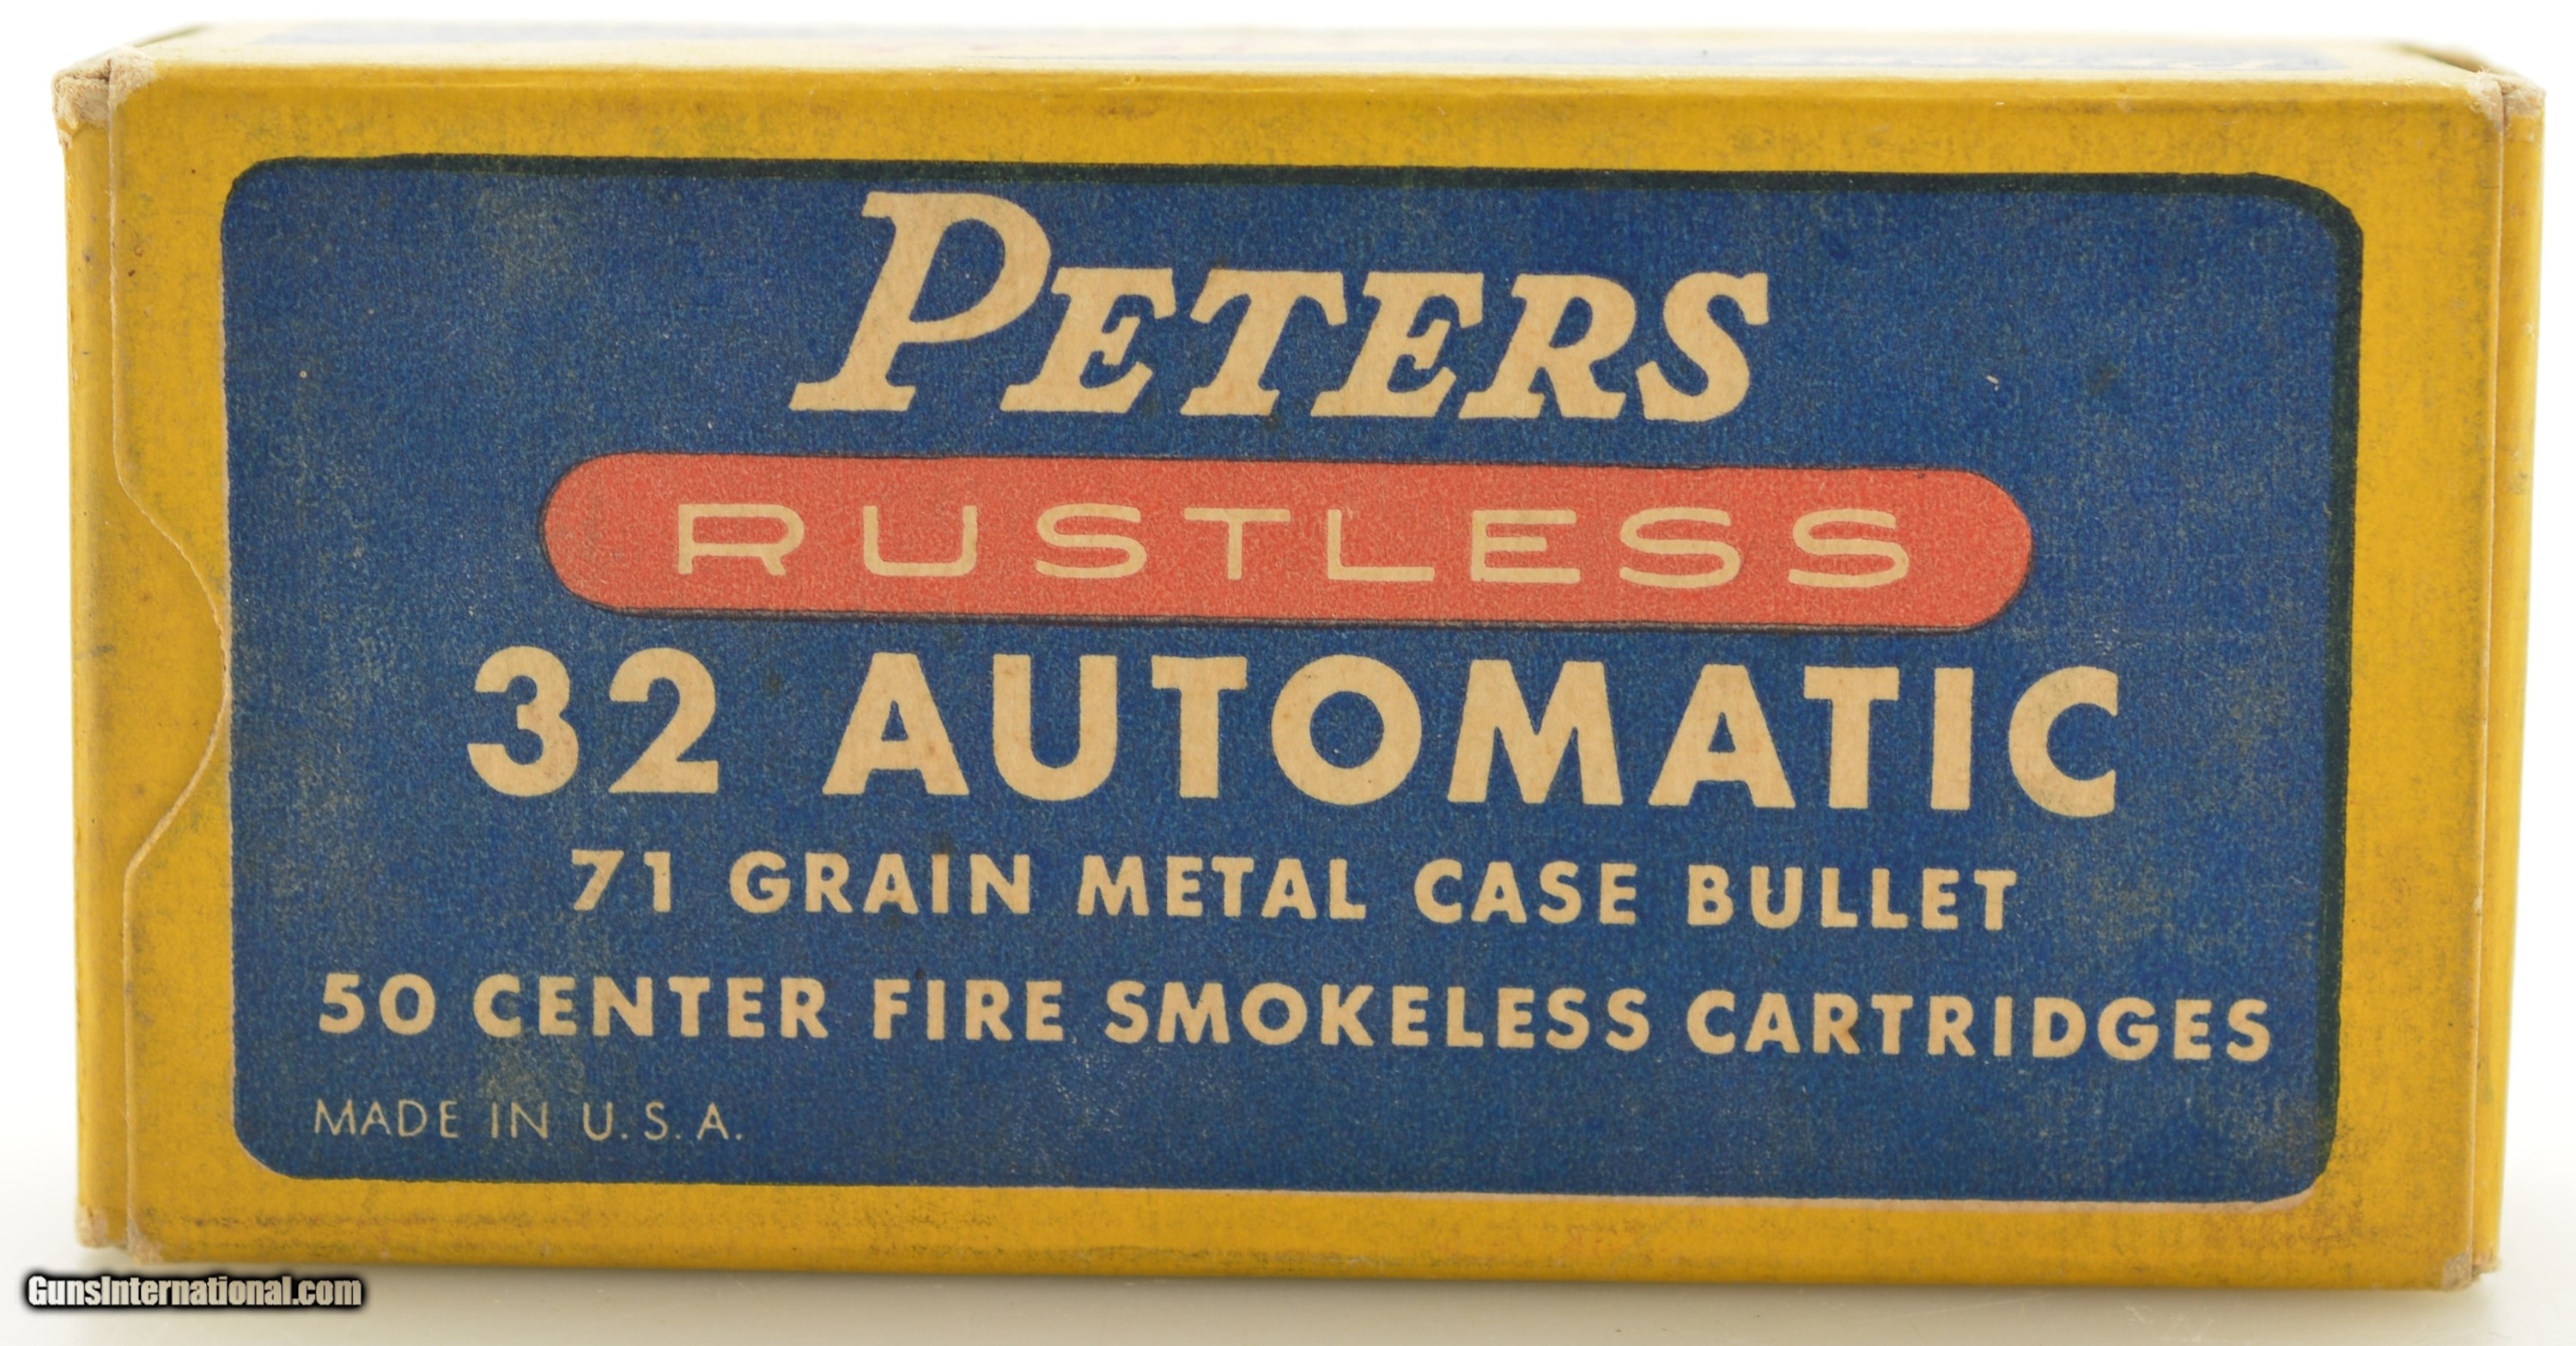 PETERS
RUSTLESS
32 AUTOMATIC
71 GRAIN METAL CASE BULLET
50 CENTER FIRE SMOKELESS CARTRIDGES
MADE IN U.S.A.
GunsInternational.com